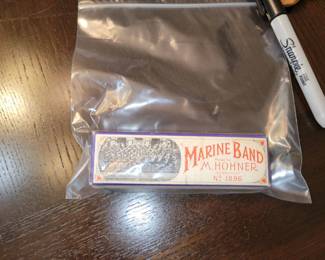 Sharpie
MARINE BAND
M. HOHNER
No 1896